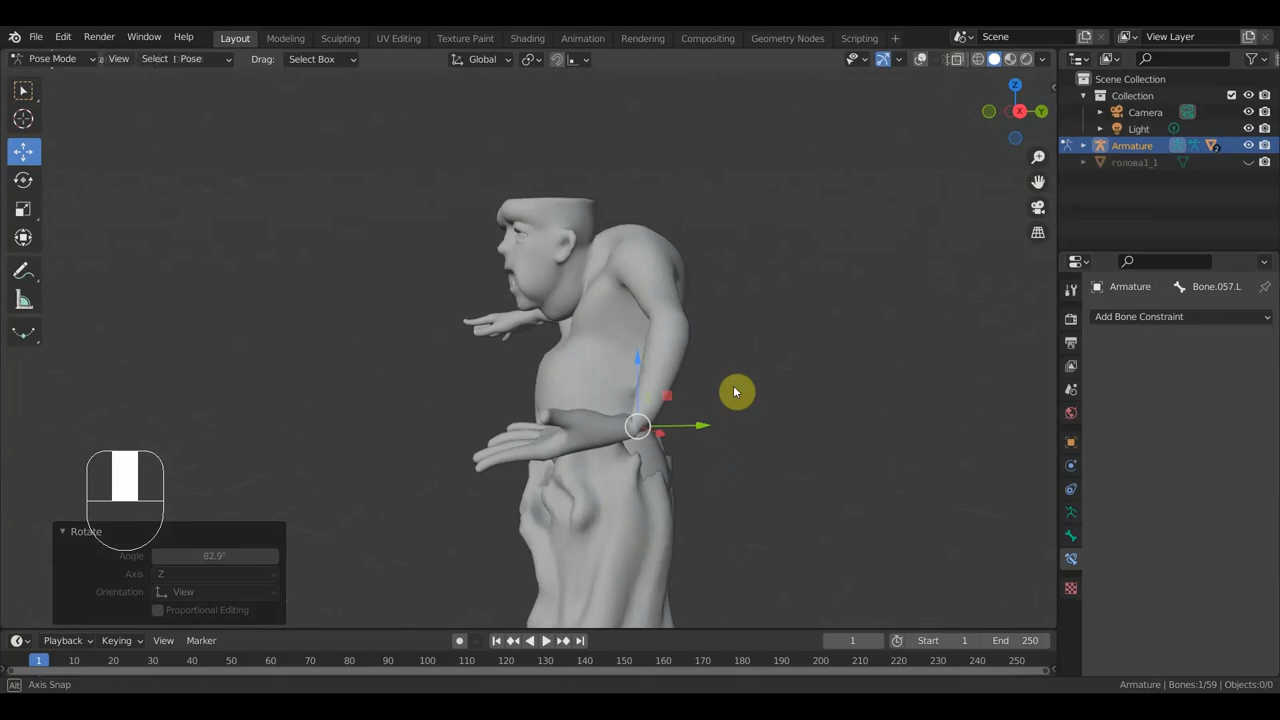 File Edit Render Window Help Layout Modeling Sculpting UV Editing Texture Paint Shading Animation Rendering Compositing Geometry Nodes Scripting + Scene View Layer
Pose Mode View Select Pose Drag: Select Box Global
Scene Collection
Collection
Camera
Light
Armature 2
голова1_1
X Y Z
Armature Bone.057.L
Add Bone Constraint
Rotate
Angle 82.9°
Axis Z
Orientation View
Proportional Editing
Playback Keying View Marker 1 Start 1 End 250
1 10 20 30 40 50 60 70 80 90 100 110 120 130 140 150 160 170 180 190 200 210 220 230 240 250
Alt Axis Snap Armature | Bones:1/59 | Objects:0/0